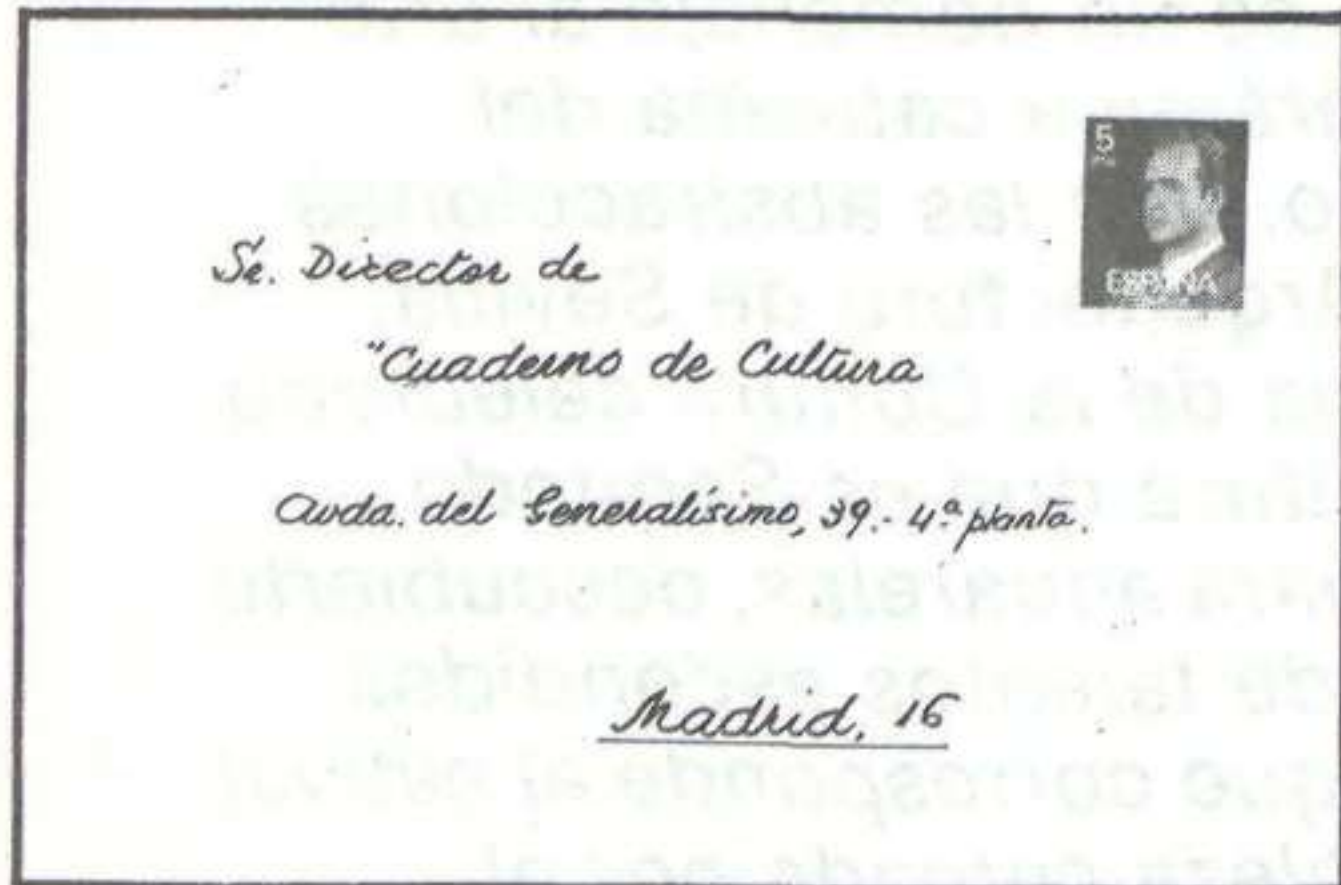 5
ESPAÑA
Sr. Director de
"Cuaderno de Cultura
Avda. del Generalísimo, 39.- 4ª planta.
Madrid, 16